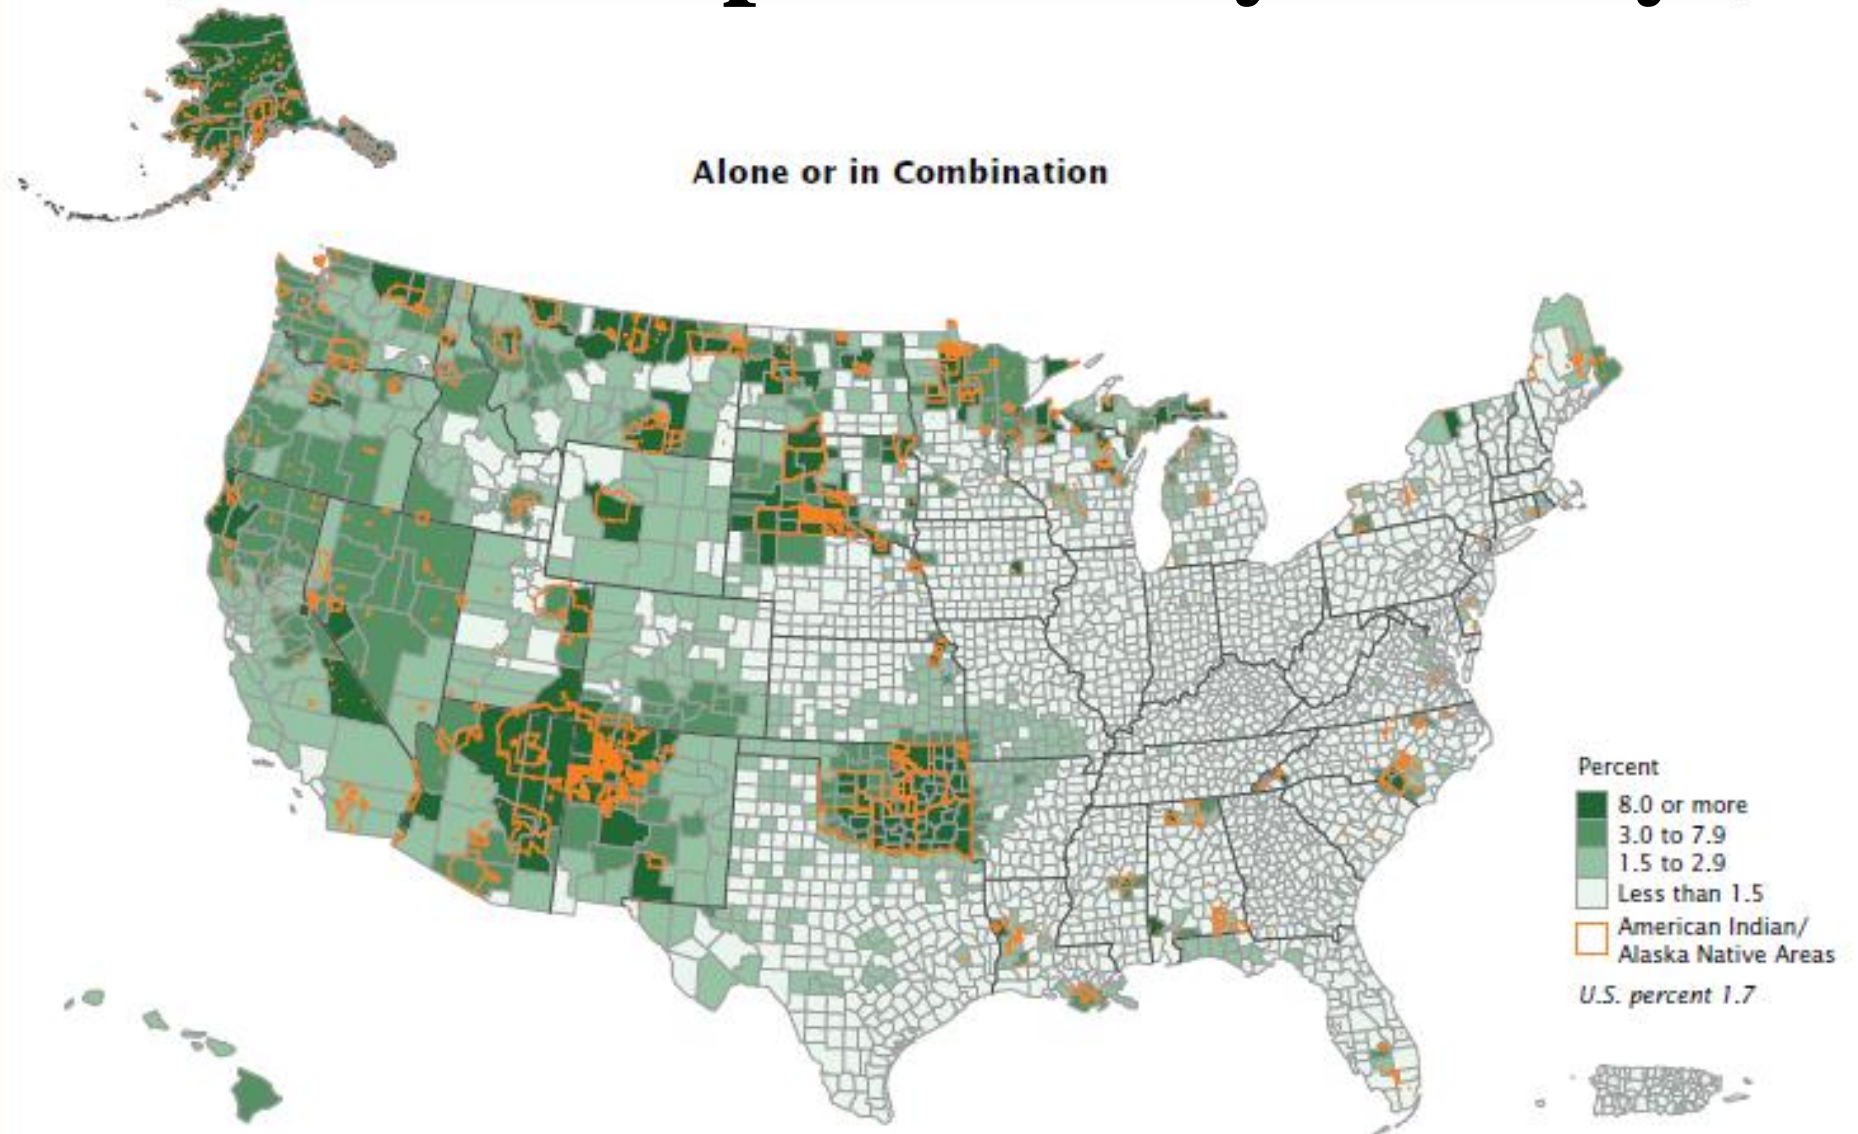 Alone or in Combination
Percent
8.0 or more
3.0 to 7.9
1.5 to 2.9
Less than 1.5
American Indian/
Alaska Native Areas
U.S. percent 1.7